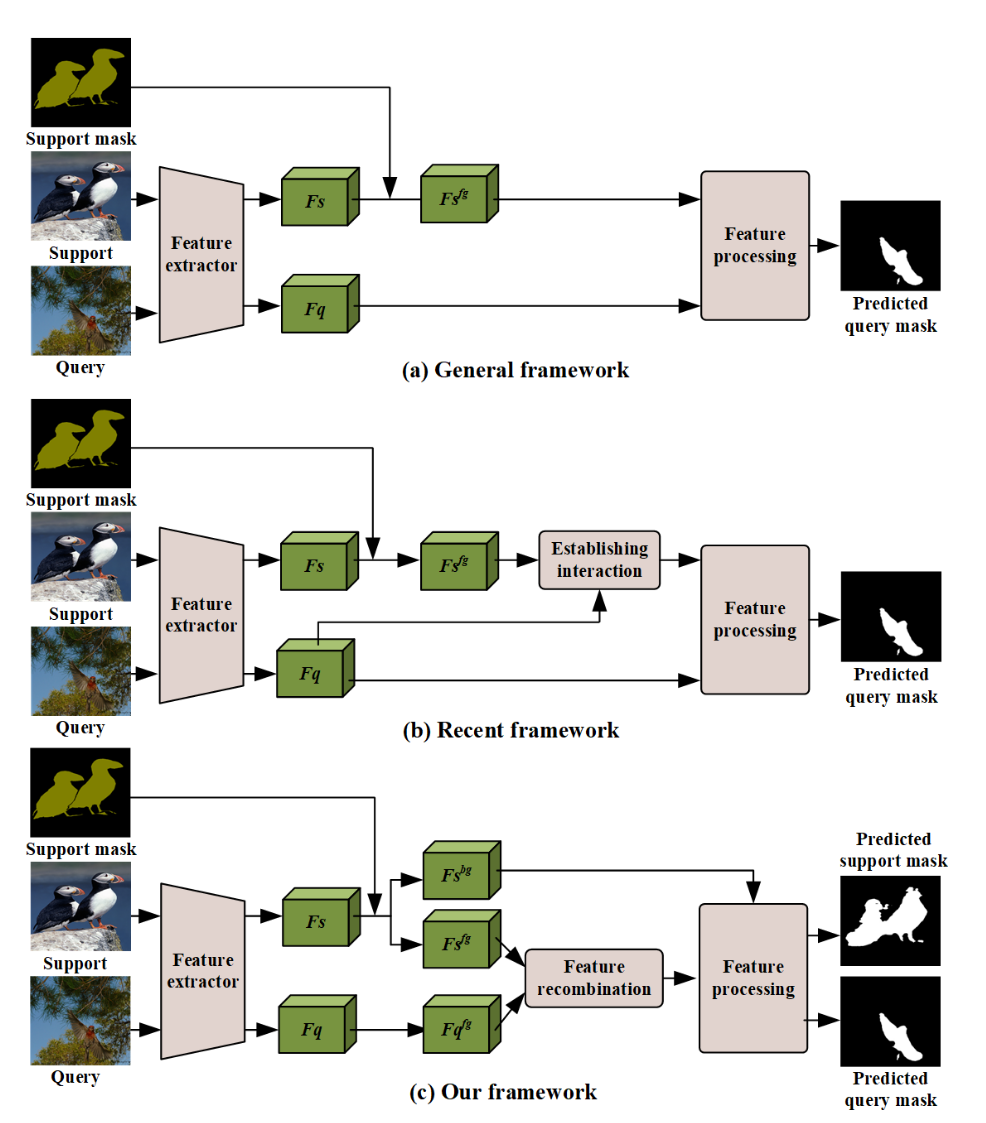 Support mask
Support
Query
Feature
extractor
Fs
Fs^fg
Fq
Feature
processing
Predicted
query mask
(a) General framework
Support mask
Support
Query
Feature
extractor
Fs
Fs^fg
Establishing
interaction
Fq
Feature
processing
Predicted
query mask
(b) Recent framework
Support mask
Support
Query
Feature
extractor
Fs
Fs^bg
Fs^fg
Fq
Fq^fg
Feature
recombination
Feature
processing
Predicted
support mask
Predicted
query mask
(c) Our framework